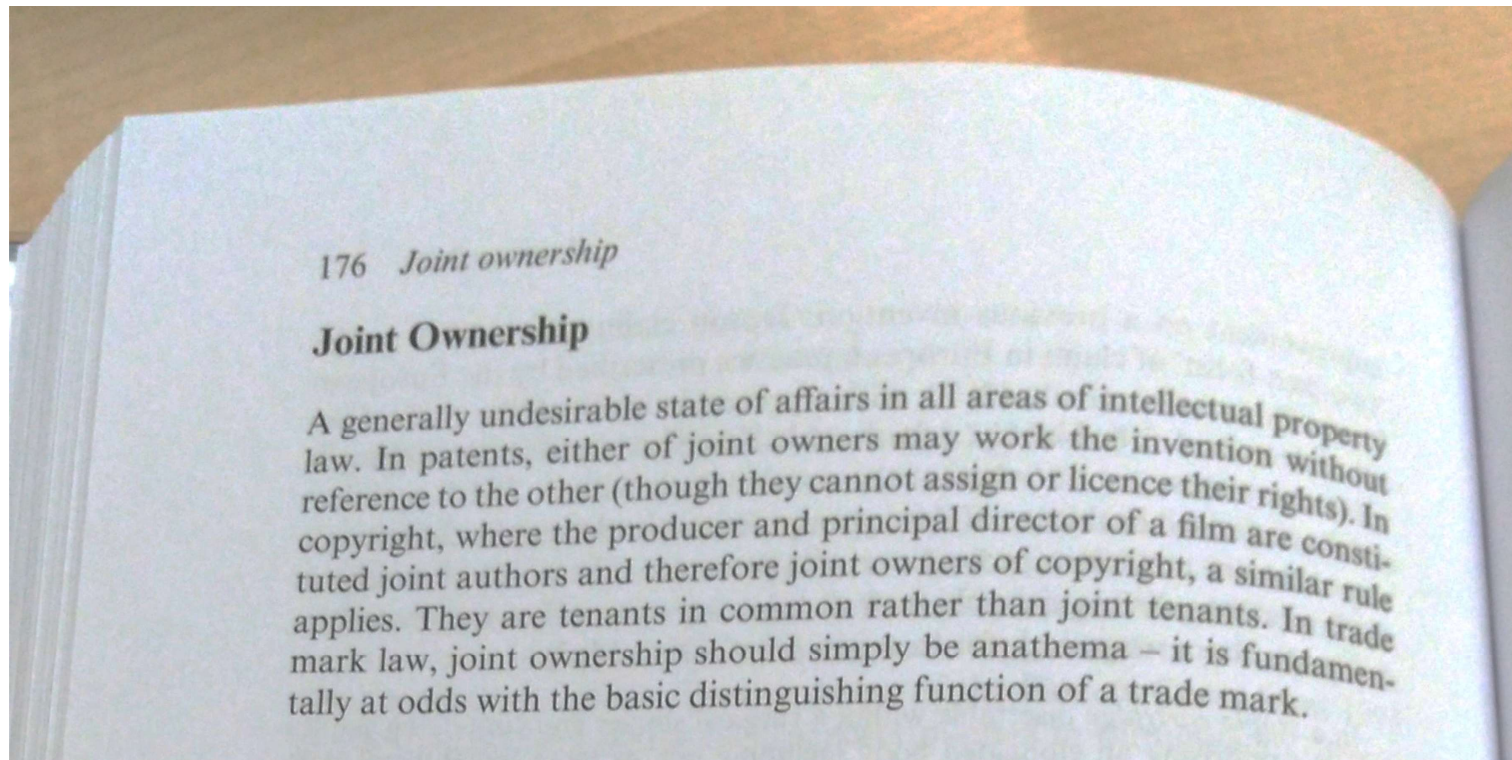 176 Joint ownership
Joint Ownership
A generally undesirable state of affairs in all areas of intellectual property
law. In patents, either of joint owners may work the invention without
reference to the other (though they cannot assign or licence their rights). In
copyright, where the producer and principal director of a film are consti-
tuted joint authors and therefore joint owners of copyright, a similar rule
applies. They are tenants in common rather than joint tenants. In trade
mark law, joint ownership should simply be anathema – it is fundamen-
tally at odds with the basic distinguishing function of a trade mark.